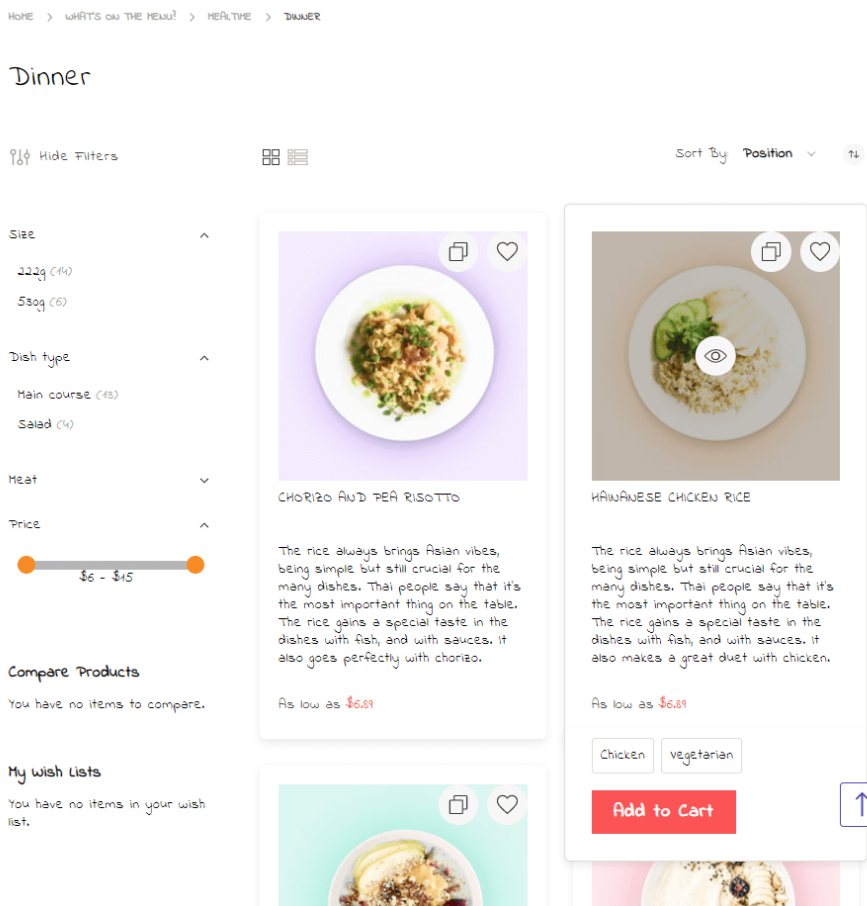 HOME > WHAT'S ON THE MENU? > MEALTIME > DINNER
Dinner
Hide Filters
Sort By: Position
Size
222g (14)
530g (6)
Dish type
Main course (13)
Salad (4)
Meat
Price
$6 - $15
Compare Products
You have no items to compare.
My Wish Lists
You have no items in your wish
list.
CHORIZO AND PEA RISOTTO
The rice always brings Asian vibes,
being simple but still crucial for the
many dishes. Thai people say that it's
the most important thing on the table.
The rice gains a special taste in the
dishes with fish, and with sauces. It
also goes perfectly with chorizo.
As low as $6.89
HAINANESE CHICKEN RICE
The rice always brings Asian vibes,
being simple but still crucial for the
many dishes. Thai people say that it's
the most important thing on the table.
The rice gains a special taste in the
dishes with fish, and with sauces. It
also makes a great duet with chicken.
As low as $6.89
Chicken
Vegetarian
Add to Cart